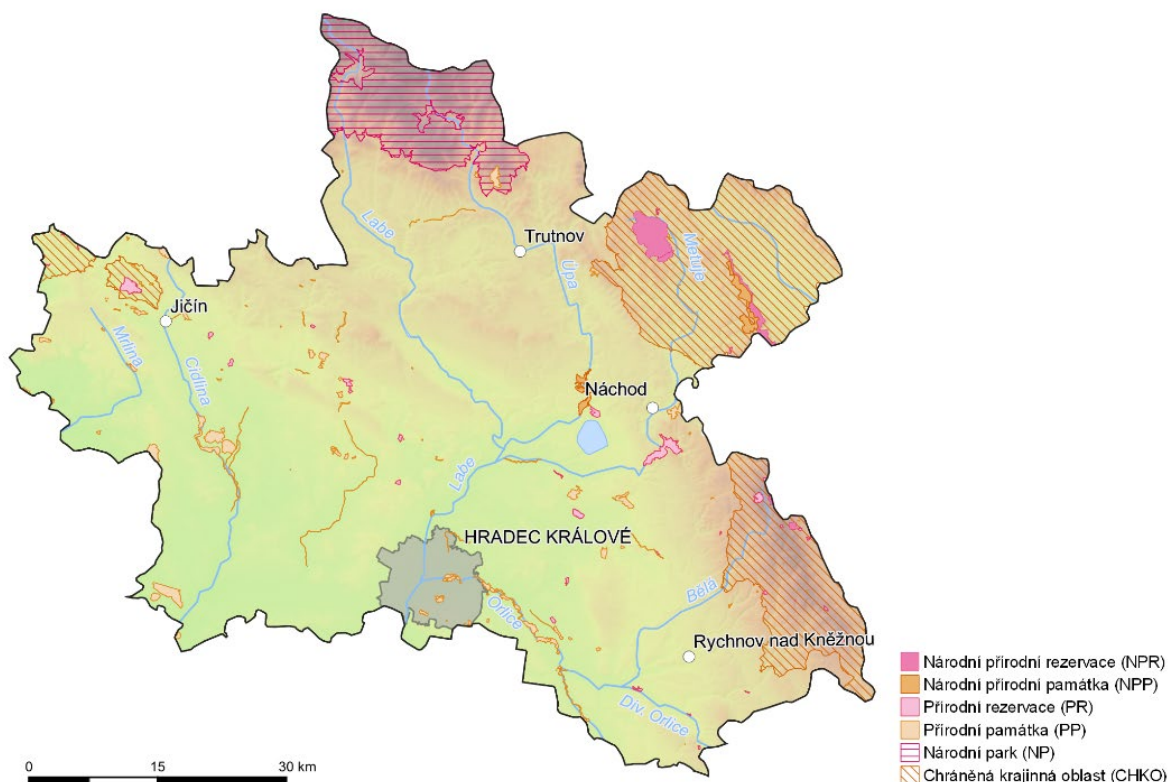 Labe
Trutnov
Úpa
Metuje
Jičín
Mrlina
Cidlina
Náchod
Labe
HRADEC KRÁLOVÉ
Orlice
Bělá
Rychnov nad Kněžnou
Div. Orlice
Národní přírodní rezervace (NPR)
Národní přírodní památka (NPP)
Přírodní rezervace (PR)
Přírodní památka (PP)
Národní park (NP)
Chráněná krajinná oblast (CHKO)
0 15 30 km